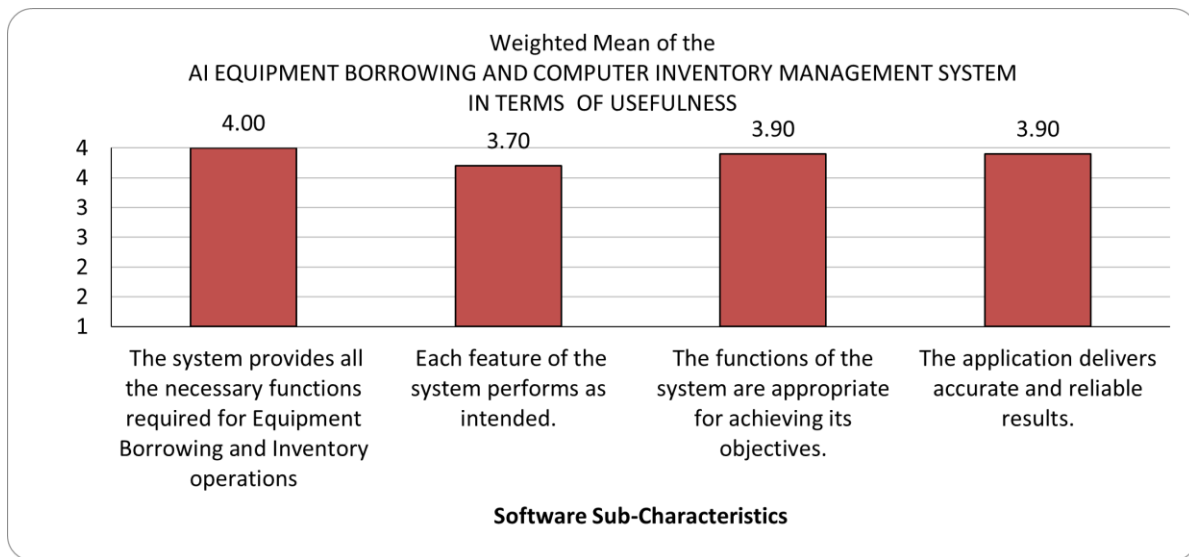 Weighted Mean of the
AI EQUIPMENT BORROWING AND COMPUTER INVENTORY MANAGEMENT SYSTEM
IN TERMS OF USEFULNESS
4.00
3.70
3.90
3.90
4
4
3
3
2
2
1
The system provides all
the necessary functions
required for Equipment
Borrowing and Inventory
operations
Each feature of the
system performs as
intended.
The functions of the
system are appropriate
for achieving its
objectives.
The application delivers
accurate and reliable
results.
Software Sub-Characteristics